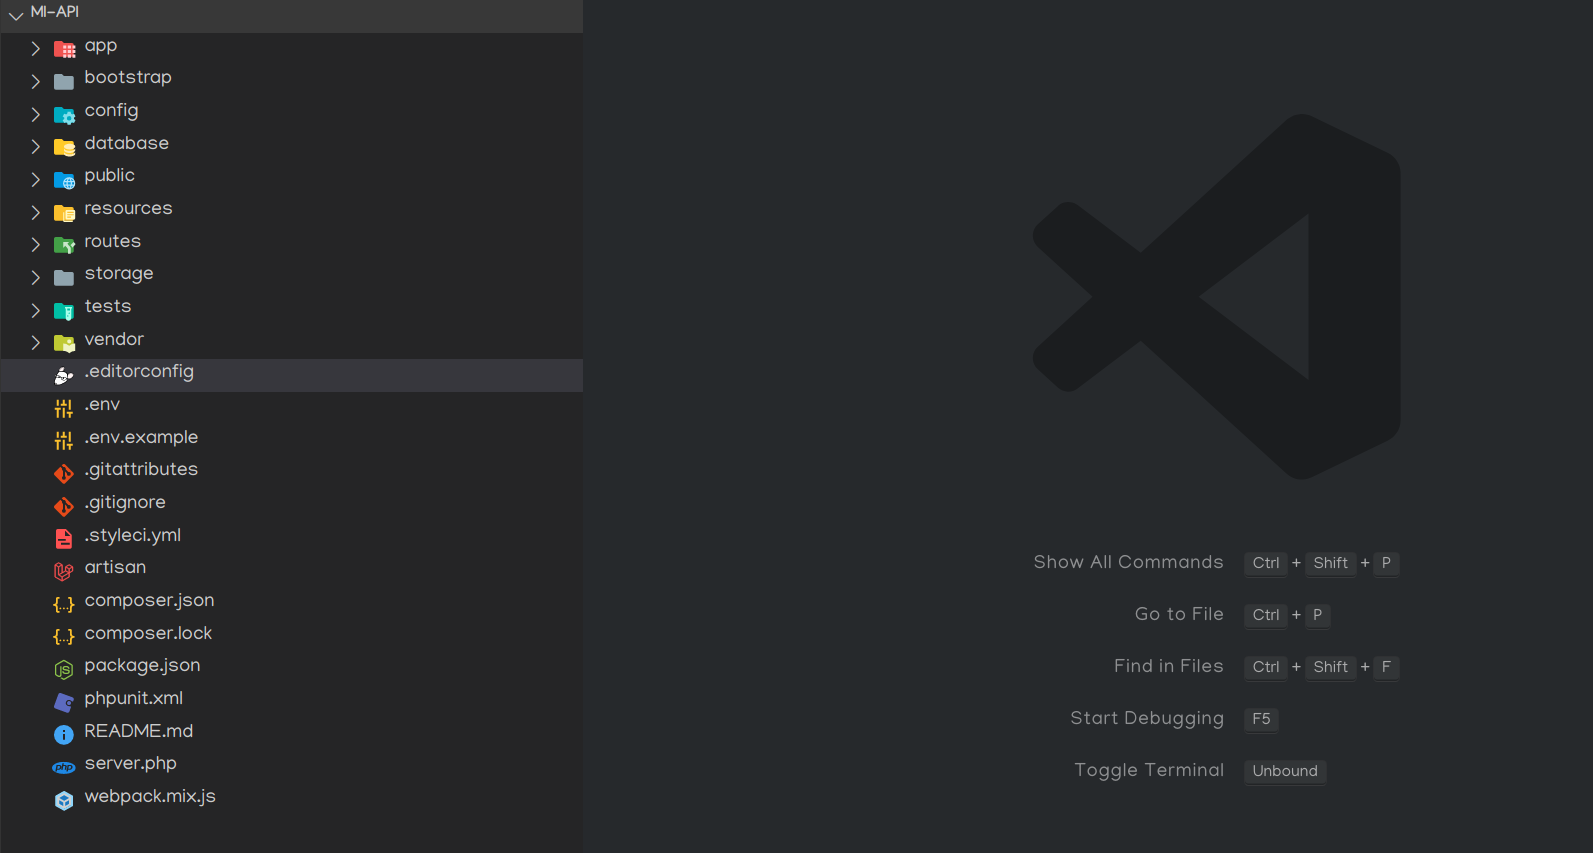 MI-API
app
bootstrap
config
database
public
resources
routes
storage
tests
vendor
.editorconfig
.env
.env.example
.gitattributes
.gitignore
.styleci.yml
artisan
{..} composer.json
{..} composer.lock
JS package.json
phpunit.xml
i README.md
php server.php
webpack.mix.js
Show All Commands Ctrl + Shift + P
Go to File Ctrl + P
Find in Files Ctrl + Shift + F
Start Debugging F5
Toggle Terminal Unbound